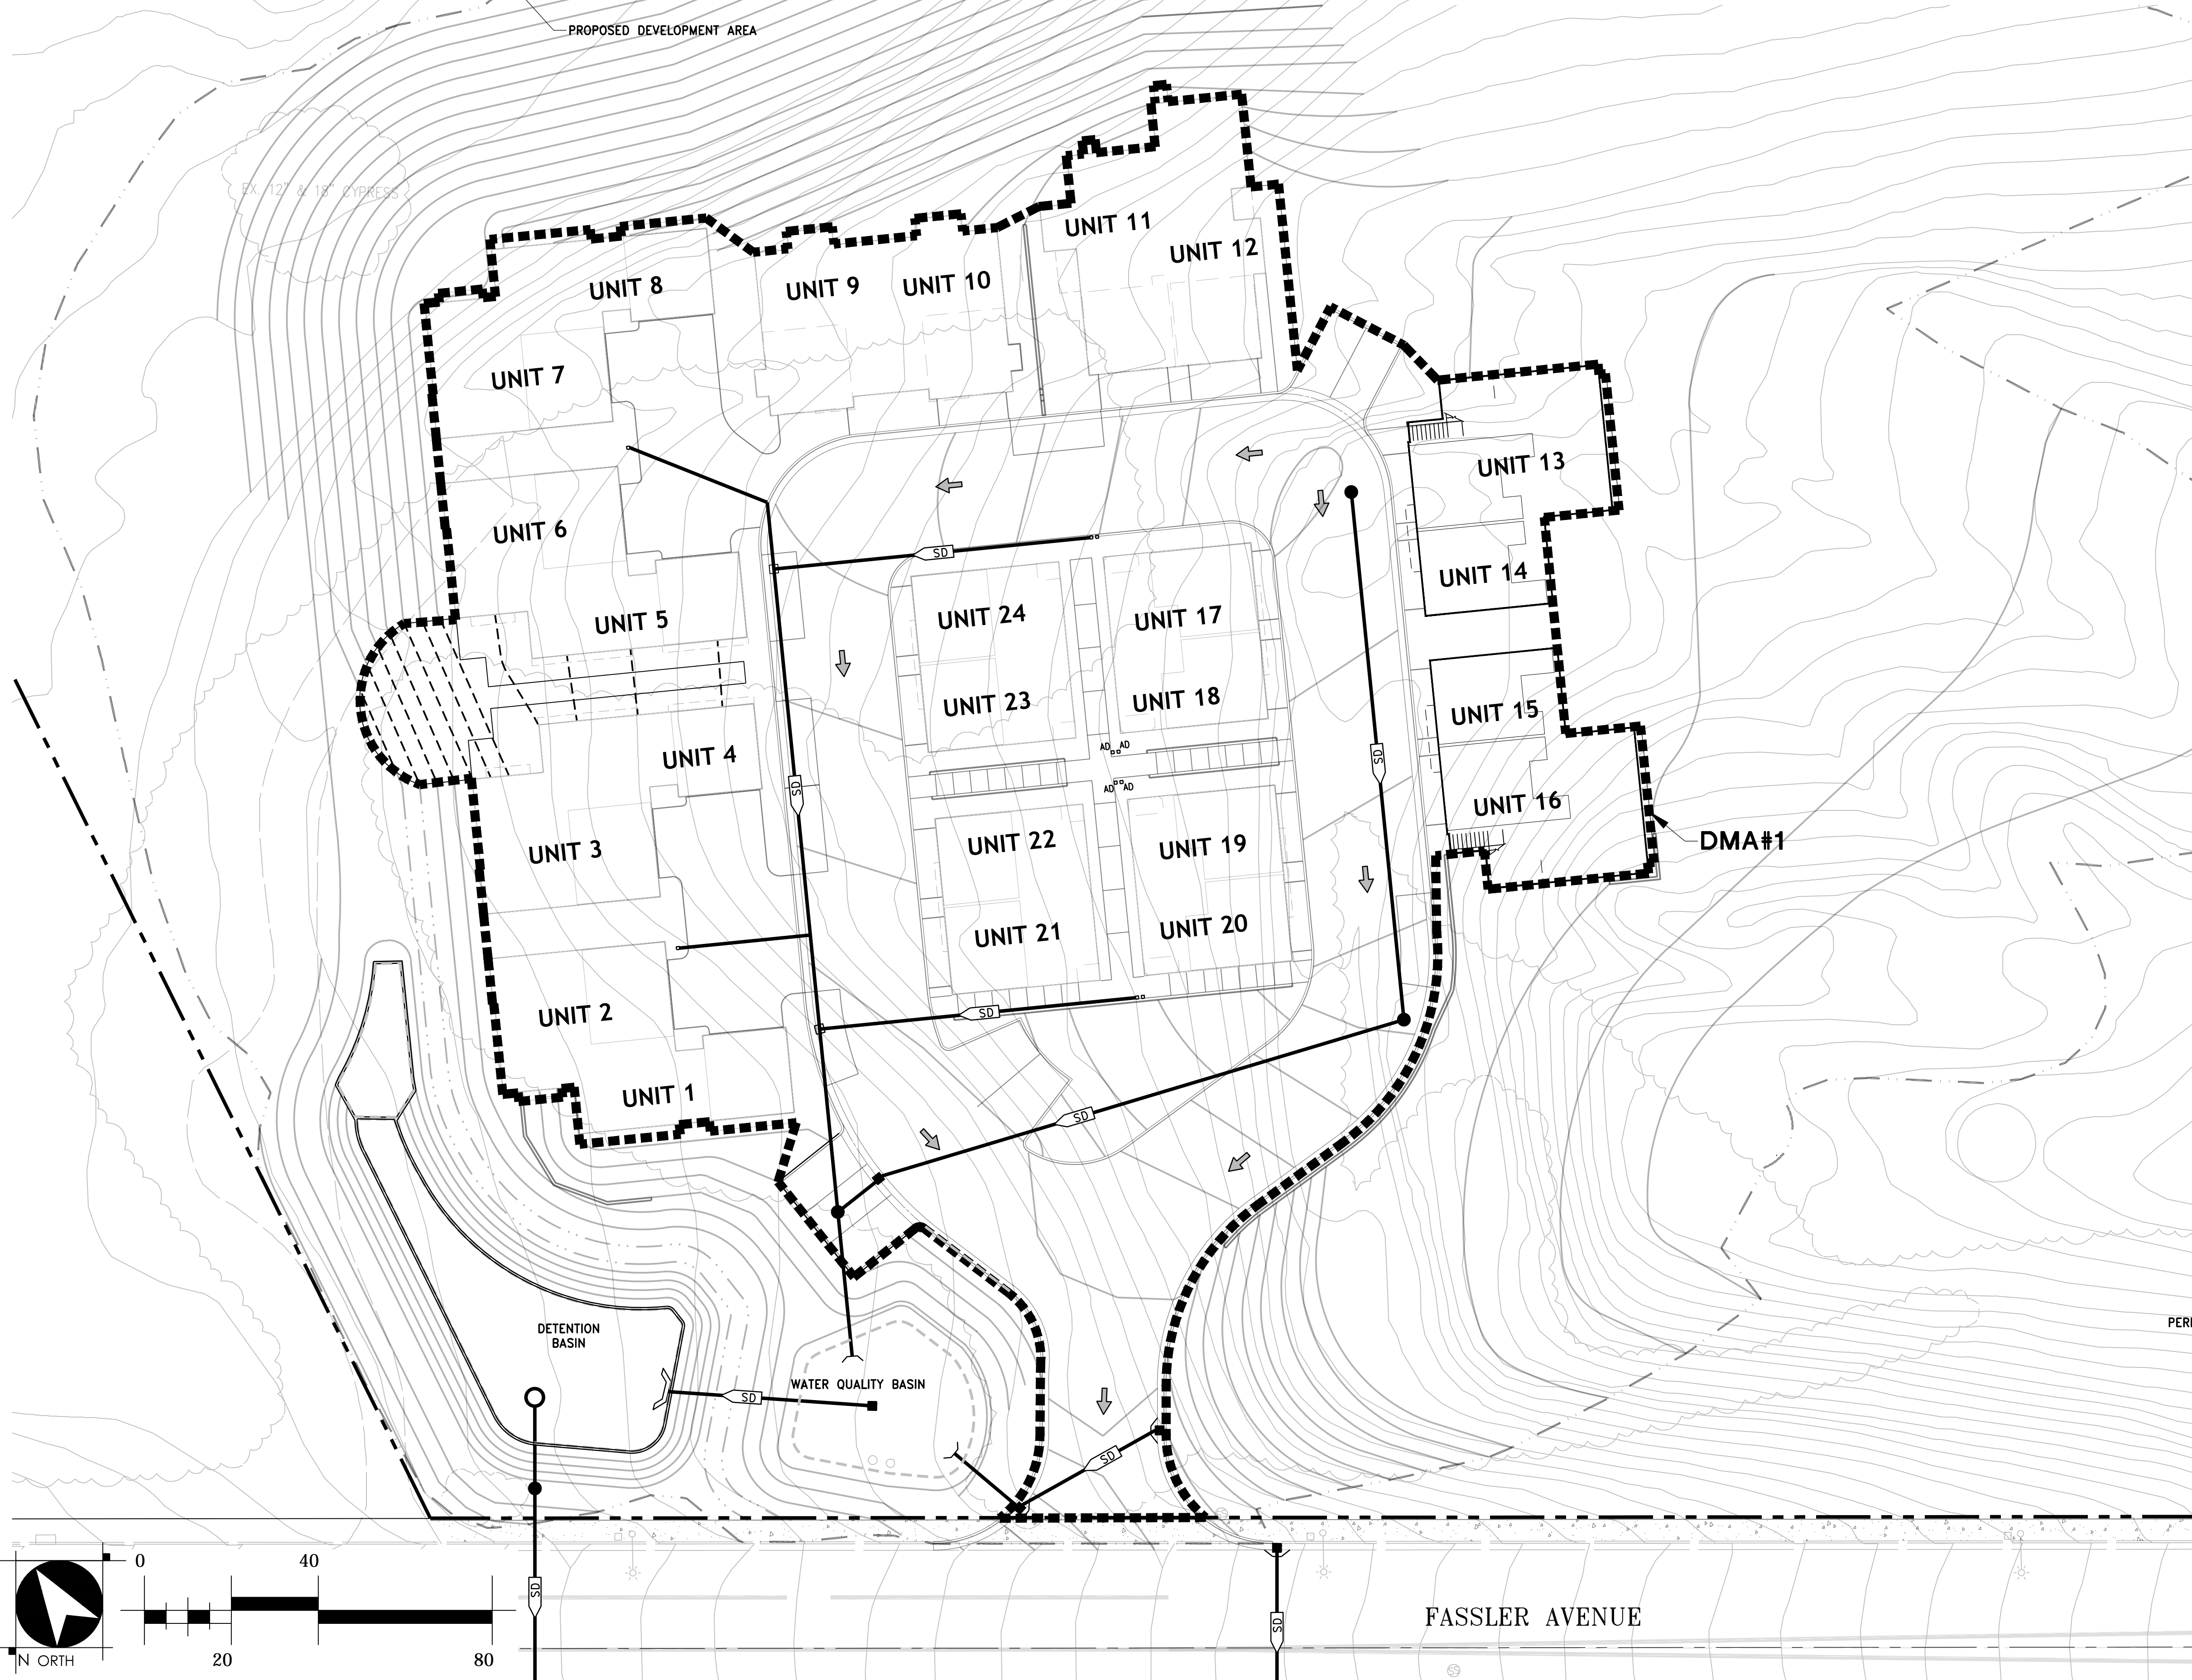 PROPOSED DEVELOPMENT AREA
EX. 12" & 18" CYPRESS
UNIT 11
UNIT 12
UNIT 8
UNIT 9
UNIT 10
UNIT 7
UNIT 13
UNIT 6
SD
UNIT 14
UNIT 24
UNIT 17
UNIT 5
UNIT 23
UNIT 18
UNIT 15
AD
AD
SD
UNIT 4
SD
AD
AD
UNIT 16
UNIT 3
UNIT 22
UNIT 19
DMA#1
UNIT 21
UNIT 20
UNIT 2
SD
UNIT 1
SD
DETENTION
BASIN
WATER QUALITY BASIN
SD
SD
PERI
0
40
20
80
NORTH
SD
SD
FASSLER AVENUE
SS